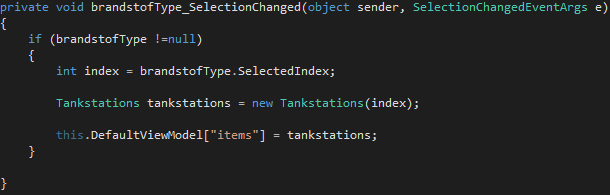 private void brandstofType_SelectionChanged(object sender, SelectionChangedEventArgs e)
{
if (brandstofType !=null)
{
int index = brandstofType.SelectedIndex;
Tankstations tankstations = new Tankstations(index);
this.DefaultViewModel["items"] = tankstations;
}
}